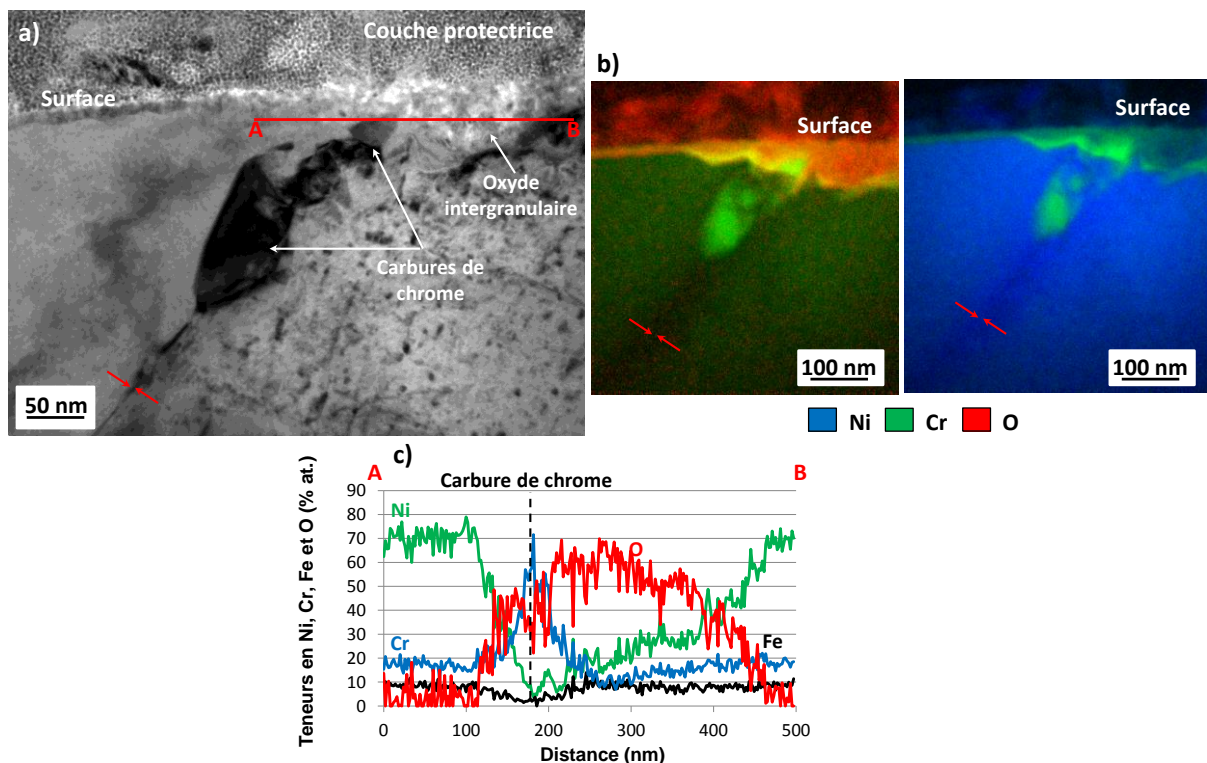 a)
Couche protectrice
Surface
A
B
Oxyde
intergranulaire
Carbures de
chrome
50 nm
b)
Surface
100 nm
Surface
100 nm
Ni
Cr
O
c)
A
B
Carbure de chrome
Teneurs en Ni, Cr, Fe et O (% at.)
90
80
70
60
50
40
30
20
10
0
Ni
O
Cr
Fe
0
100
200
300
400
500
Distance (nm)